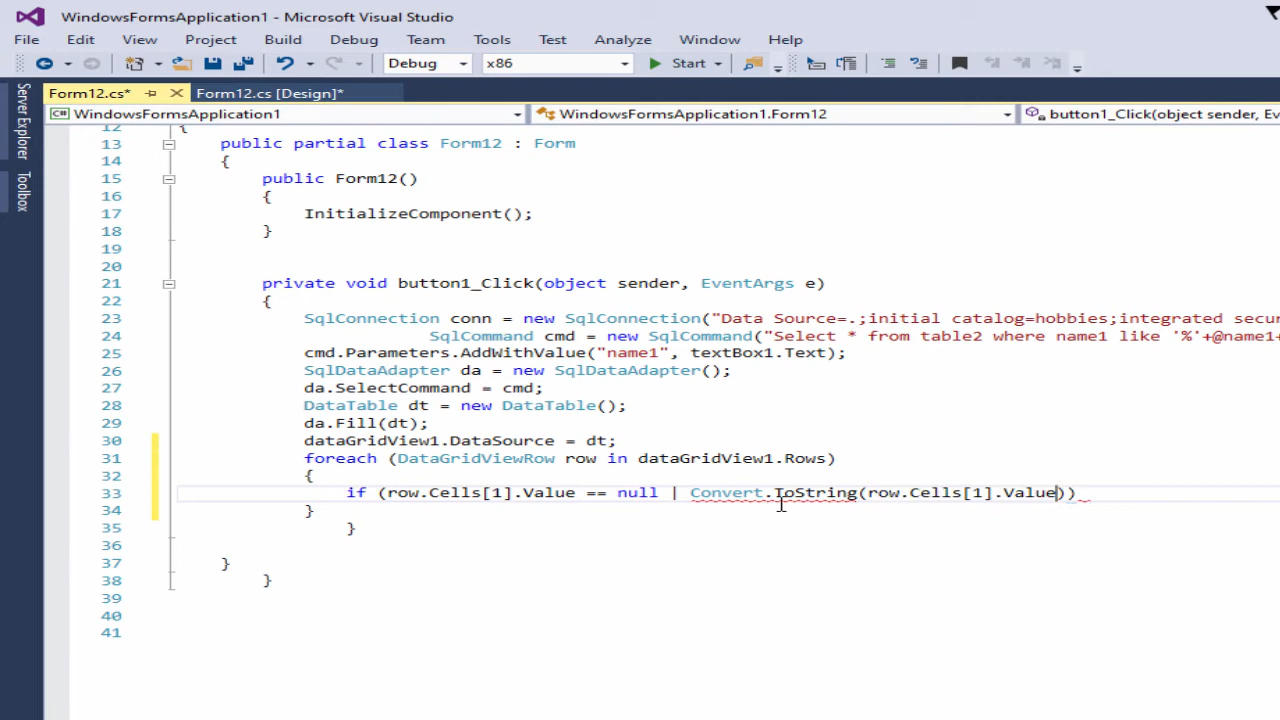 WindowsFormsApplication1 - Microsoft Visual Studio
File Edit View Project Build Debug Team Tools Test Analyze Window Help
Debug x86 Start
Form12.cs* Form12.cs [Design]*
WindowsFormsApplication1 WindowsFormsApplication1.Form12 button1_Click(object sender, Ev
Server Explorer
Toolbox
12 {
13 public partial class Form12 : Form
14 {
15 public Form12()
16 {
17 InitializeComponent();
18 }
19
20
21 private void button1_Click(object sender, EventArgs e)
22 {
23 SqlConnection conn = new SqlConnection("Data Source=.;initial catalog=hobbies;integrated secur
24 SqlCommand cmd = new SqlCommand("Select * from table2 where name1 like '%'+@name1+
25 cmd.Parameters.AddWithValue("name1", textBox1.Text);
26 SqlDataAdapter da = new SqlDataAdapter();
27 da.SelectCommand = cmd;
28 DataTable dt = new DataTable();
29 da.Fill(dt);
30 dataGridView1.DataSource = dt;
31 foreach (DataGridViewRow row in dataGridView1.Rows)
32 {
33 if (row.Cells[1].Value == null | Convert.ToString(row.Cells[1].Value))
34 }
35 }
36
37 }
38 }
39
40
41